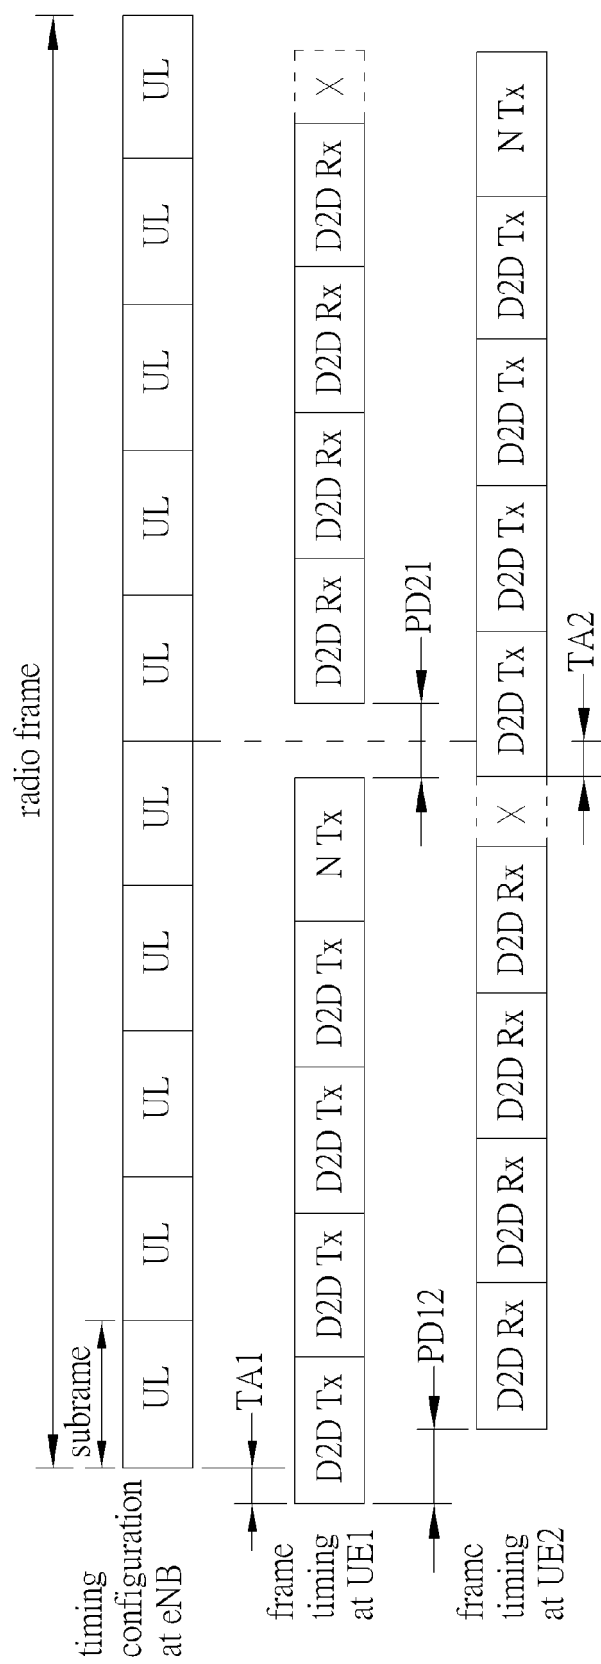 radio frame
subrame
timing
configuration
at eNB
UL
UL
UL
UL
UL
UL
UL
UL
UL
UL
TA1
frame
timing
at UE1
D2D Tx
D2D Tx
D2D Tx
D2D Tx
N Tx
D2D Rx
D2D Rx
D2D Rx
D2D Rx
X
PD12
PD21
frame
timing
at UE2
D2D Rx
D2D Rx
D2D Rx
D2D Rx
X
D2D Tx
D2D Tx
D2D Tx
D2D Tx
N Tx
TA2